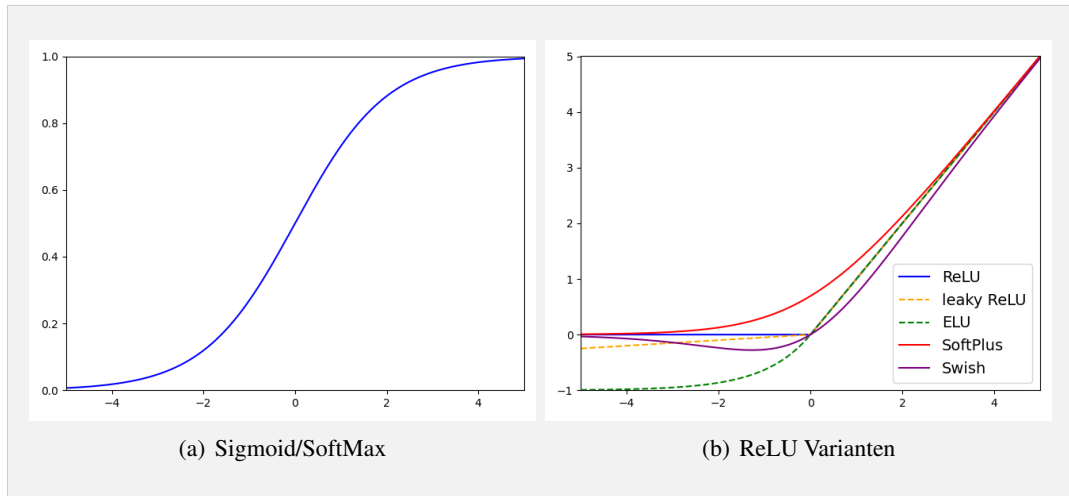 1.0
0.8
0.6
0.4
0.2
0.0
−4 −2 0 2 4
(a) Sigmoid/SoftMax
5
4
3
2
1
0
−1
−4 −2 0 2 4
ReLU
leaky ReLU
ELU
SoftPlus
Swish
(b) ReLU Varianten